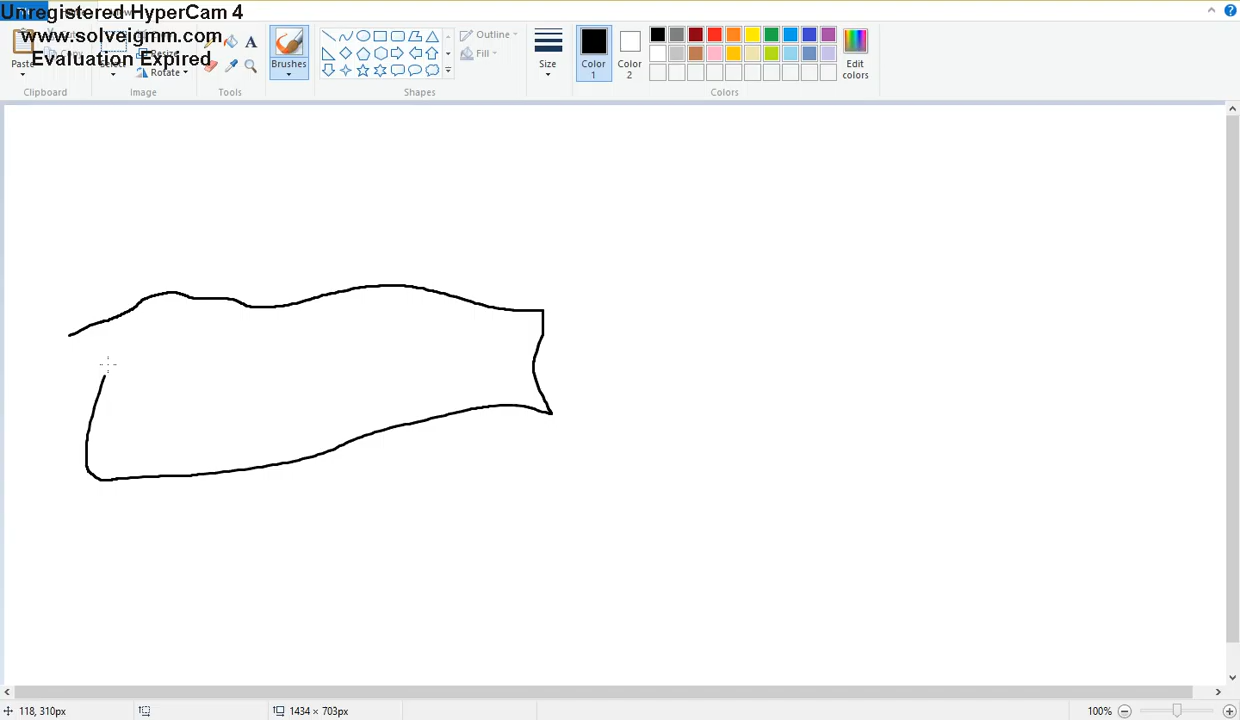 Unregistered HyperCam 4
www.solveigmm.com
Evaluation Expired
Paste
Resize
Rotate
Brushes
Outline
Fill
Size
Color 1
Color 2
Edit colors
Clipboard
Image
Tools
Shapes
Colors
118, 310px
1434 × 703px
100%